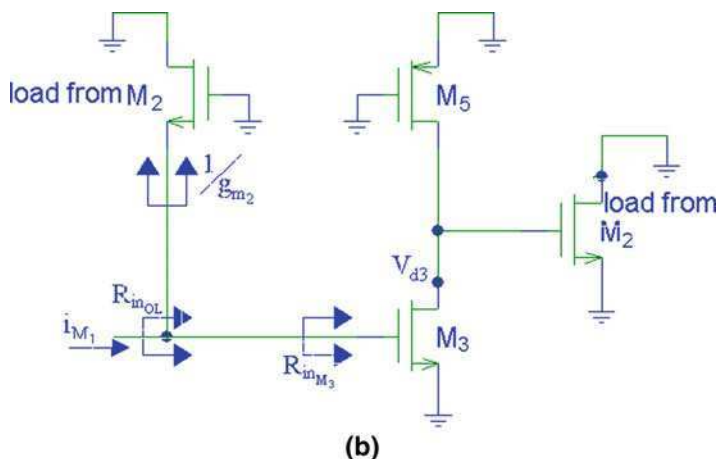 load from M2
M5
1/gm2
load from
M2
Vd3
RinOL
iM1
RinM3
M3
(b)